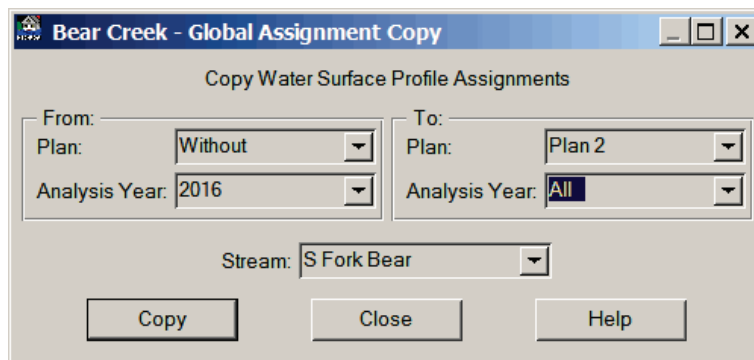 Bear Creek - Global Assignment Copy
Copy Water Surface Profile Assignments
From: To:
Plan: Without Plan: Plan 2
Analysis Year: 2016 Analysis Year: All
Stream: S Fork Bear
Copy Close Help